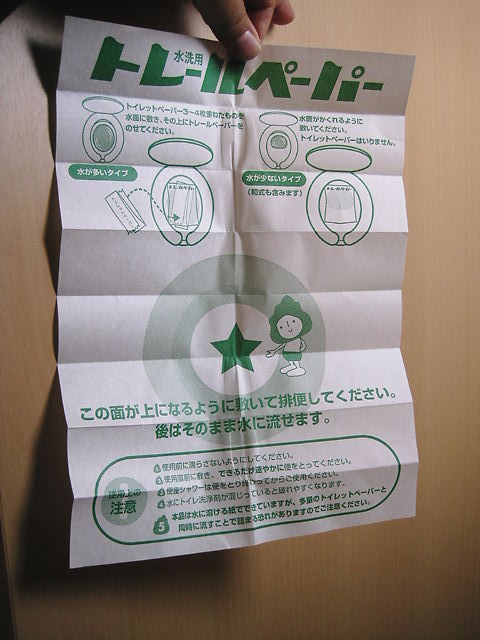 水洗用
トレールペーパー
トイレットペーパー3～4枚重ねたものを
水面に敷き、その上にトレールペーパーを
のせてください。
水が多いタイプ
水面がかくれるように
敷いてください。
トイレットペーパーはいりません。
水が少ないタイプ
(和式も含みます)
この面が上になるように敷いて排便してください。
後はそのまま水に流せます。
使用上の
注意
1 使用前に濡らさないようにしてください。
2 使用直前に敷き、できるだけ速やかに便をとってください。
3 便座シャワーは便をとり終わってからご使用ください。
4 水にトイレ洗浄剤が混じっていると破れやすくなります。
5 本品は水に溶ける紙でできていますが、多量のトイレットペーパーと
同時に流すことで詰まる恐れがありますのでご注意ください。